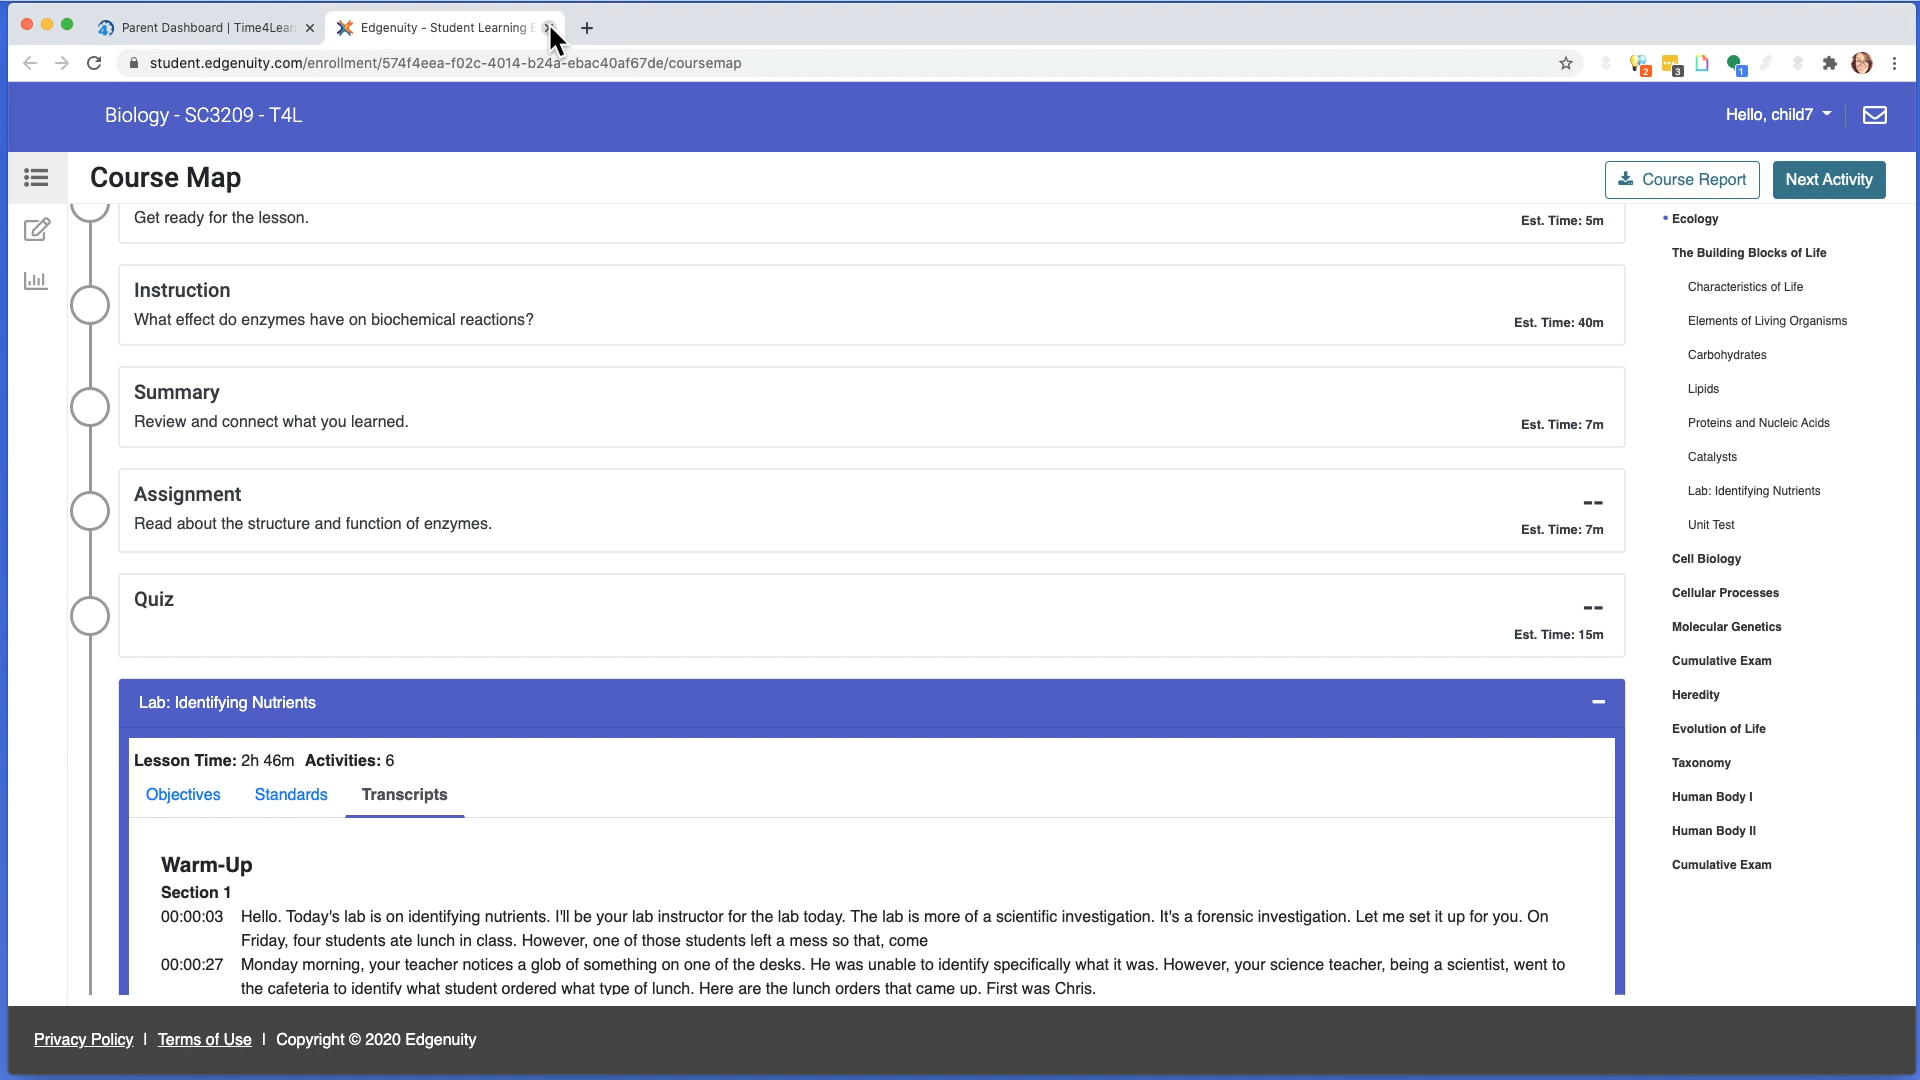 Parent Dashboard | Time4Lear
Edgenuity - Student Learning E
student.edgenuity.com/enrollment/574f4eea-f02c-4014-b24a-ebac40af67de/coursemap
2
3
1
Biology - SC3209 - T4L
Hello, child7
Course Map
Course Report
Next Activity
Get ready for the lesson.
Est. Time: 5m
Instruction
What effect do enzymes have on biochemical reactions?
Est. Time: 40m
Summary
Review and connect what you learned.
Est. Time: 7m
Assignment
--
Read about the structure and function of enzymes.
Est. Time: 7m
Quiz
--
Est. Time: 15m
Lab: Identifying Nutrients
Lesson Time: 2h 46m Activities: 6
Objectives Standards Transcripts
Warm-Up
Section 1
00:00:03 Hello. Today's lab is on identifying nutrients. I'll be your lab instructor for the lab today. The lab is more of a scientific investigation. It's a forensic investigation. Let me set it up for you. On
Friday, four students ate lunch in class. However, one of those students left a mess so that, come
00:00:27 Monday morning, your teacher notices a glob of something on one of the desks. He was unable to identify specifically what it was. However, your science teacher, being a scientist, went to
the cafeteria to identify what student ordered what type of lunch. Here are the lunch orders that came up. First was Chris.
Ecology
The Building Blocks of Life
Characteristics of Life
Elements of Living Organisms
Carbohydrates
Lipids
Proteins and Nucleic Acids
Catalysts
Lab: Identifying Nutrients
Unit Test
Cell Biology
Cellular Processes
Molecular Genetics
Cumulative Exam
Heredity
Evolution of Life
Taxonomy
Human Body I
Human Body II
Cumulative Exam
Privacy Policy | Terms of Use | Copyright © 2020 Edgenuity